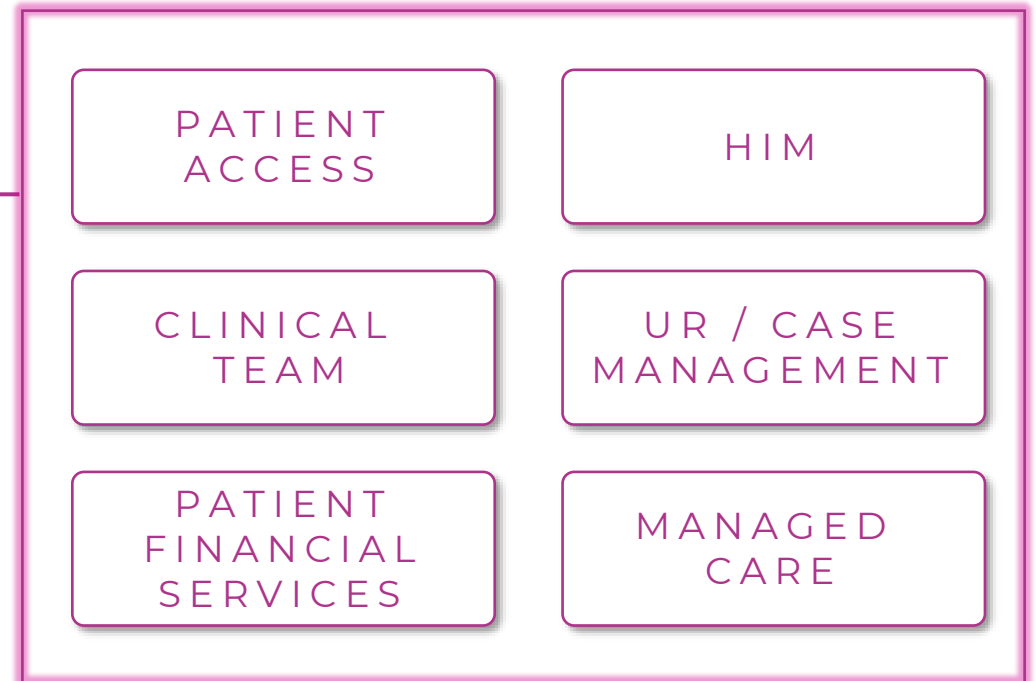 PATIENT
ACCESS
HIM
CLINICAL
TEAM
UR / CASE
MANAGEMENT
PATIENT
FINANCIAL
SERVICES
MANAGED
CARE